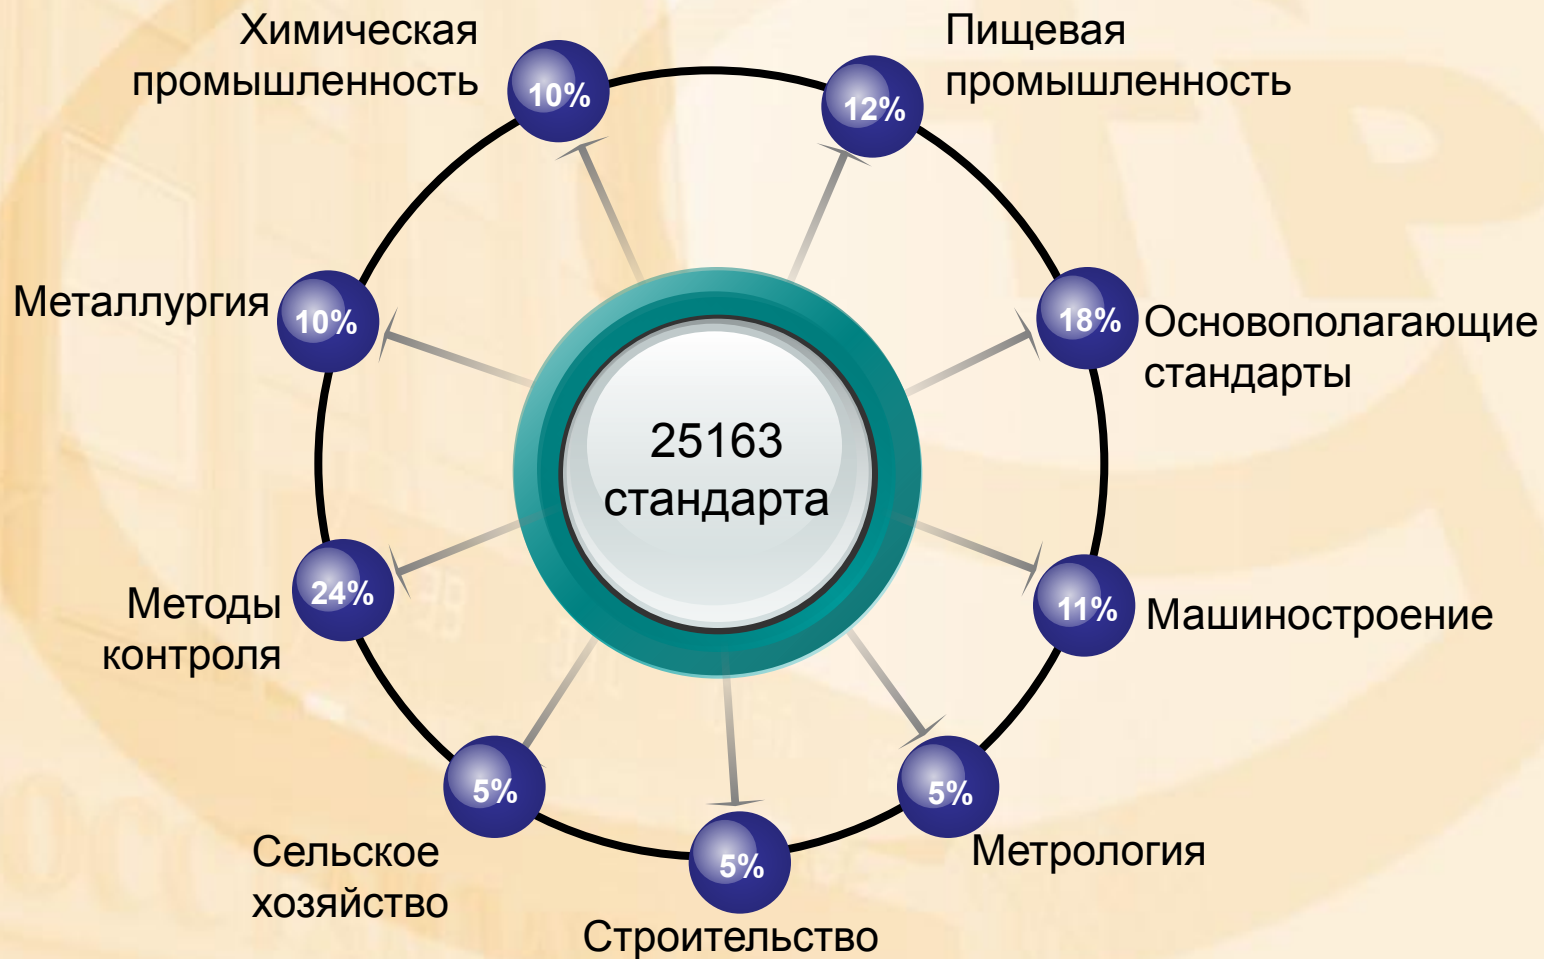 Химическая
промышленность
10%
Пищевая
промышленность
12%
Металлургия
10%
18%
Основополагающие
стандарты
25163
стандарта
Методы
контроля
24%
11%
Машиностроение
5%
Сельское
хозяйство
5%
Строительство
5%
Метрология
ТР